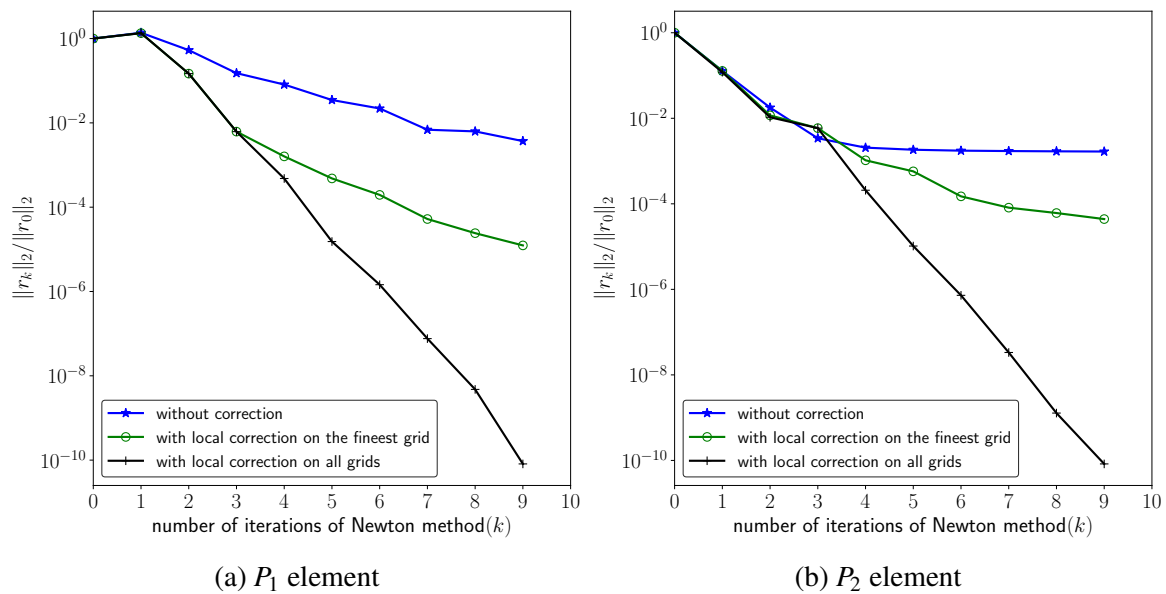 10^0
10^{-2}
10^{-4}
10^{-6}
10^{-8}
10^{-10}
||r_k||_2/||r_0||_2
without correction
with local correction on the fineest grid
with local correction on all grids
0 1 2 3 4 5 6 7 8 9 10
number of iterations of Newton method(k)
(a) P_1 element
10^0
10^{-2}
10^{-4}
10^{-6}
10^{-8}
10^{-10}
||r_k||_2/||r_0||_2
without correction
with local correction on the fineest grid
with local correction on all grids
0 1 2 3 4 5 6 7 8 9 10
number of iterations of Newton method(k)
(b) P_2 element